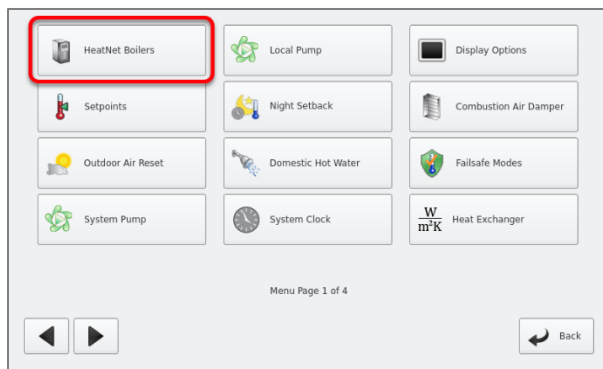 HeatNet Boilers
Local Pump
Display Options
Setpoints
Night Setback
Combustion Air Damper
Outdoor Air Reset
Domestic Hot Water
Failsafe Modes
System Pump
System Clock
W
m²K
Heat Exchanger
Menu Page 1 of 4
Back